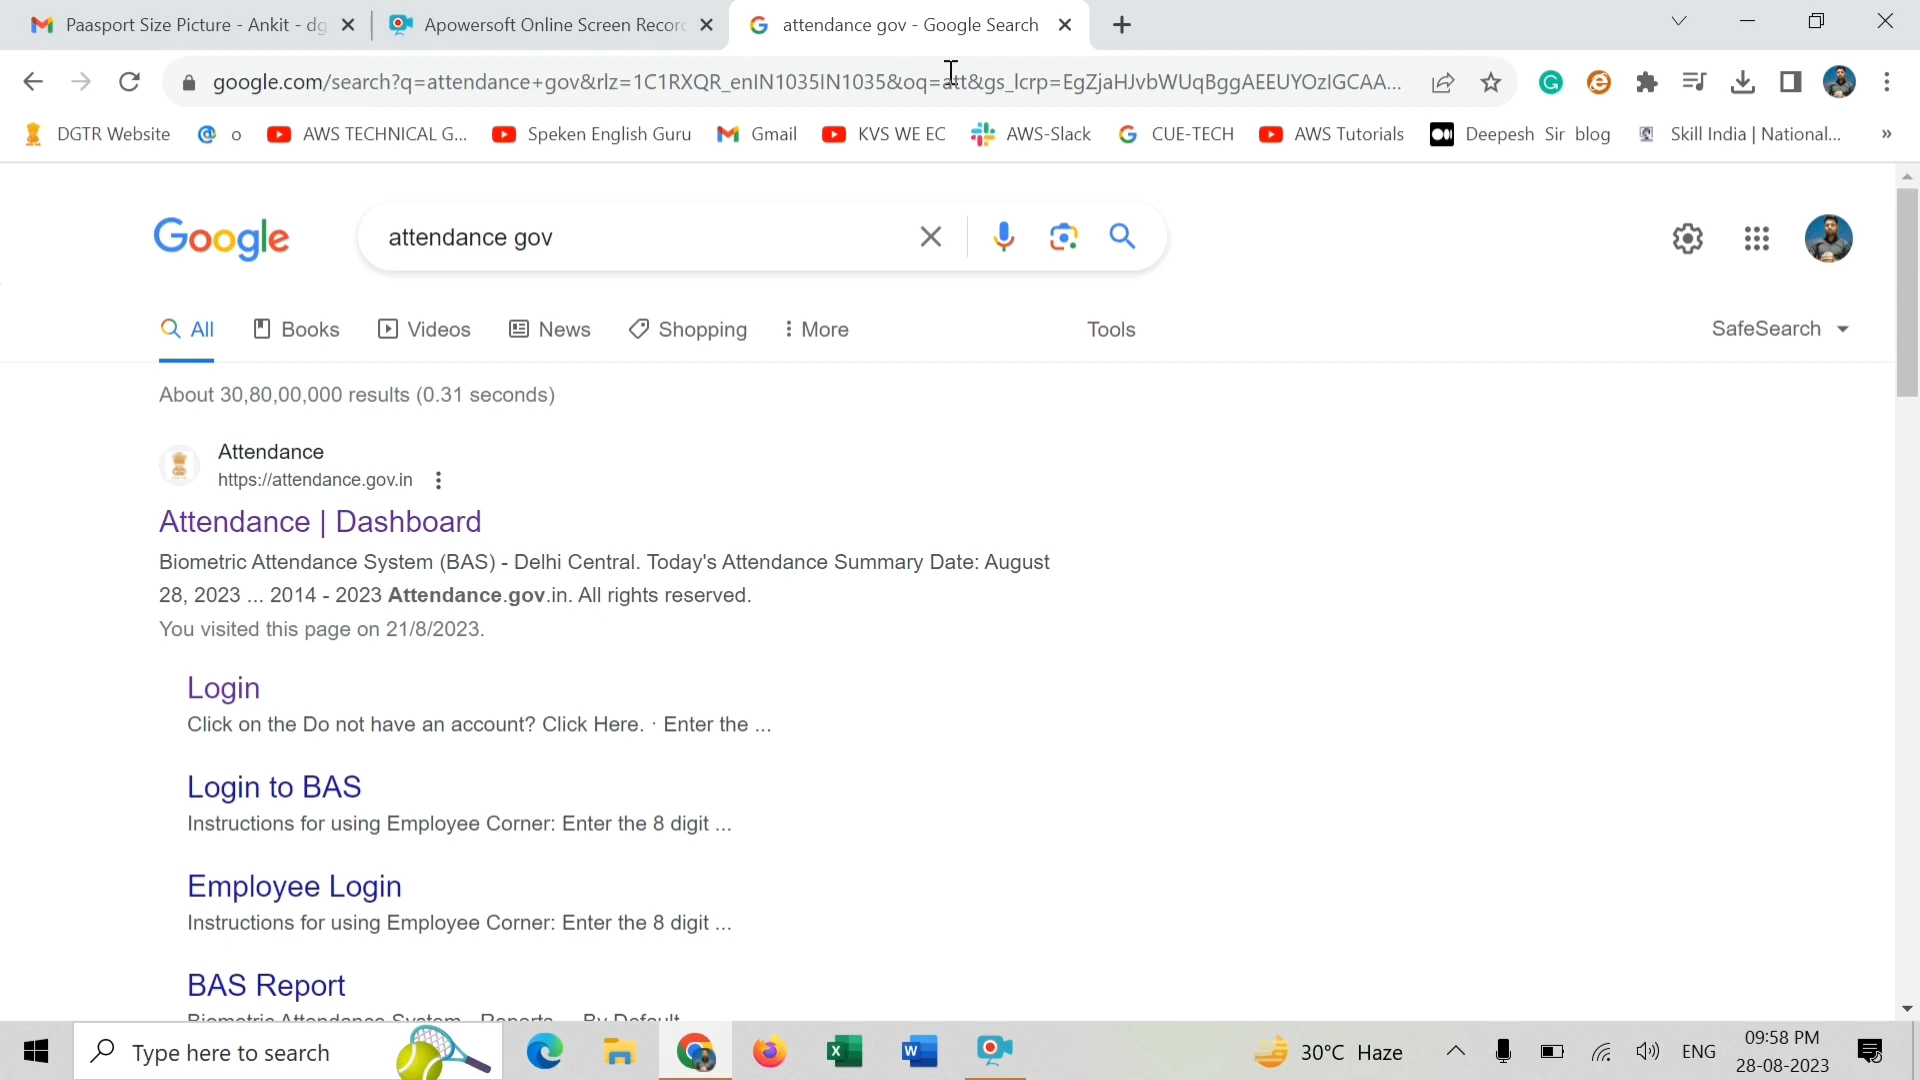 Paasport Size Picture - Ankit - dg
Apowersoft Online Screen Recor
attendance gov - Google Search
google.com/search?q=attendance+gov&rlz=1C1RXQR_enIN1035IN1035&oq=att&gs_lcrp=EgZjaHJvbWUqBggAEEUYOzIGCAA...
DGTR Website
o
AWS TECHNICAL G...
Speken English Guru
Gmail
KVS WE EC
AWS-Slack
CUE-TECH
AWS Tutorials
Deepesh Sir blog
Skill India | National...
»
Google
attendance gov
All
Books
Videos
News
Shopping
More
Tools
SafeSearch
About 30,80,00,000 results (0.31 seconds)
Attendance
https://attendance.gov.in
Attendance | Dashboard
Biometric Attendance System (BAS) - Delhi Central. Today's Attendance Summary Date: August
28, 2023 ... 2014 - 2023 Attendance.gov.in. All rights reserved.
You visited this page on 21/8/2023.
Login
Click on the Do not have an account? Click Here. · Enter the ...
Login to BAS
Instructions for using Employee Corner: Enter the 8 digit ...
Employee Login
Instructions for using Employee Corner: Enter the 8 digit ...
BAS Report
Biometric Attendance System - Reports ... By Default
Type here to search
30°C Haze
ENG
09:58 PM
28-08-2023